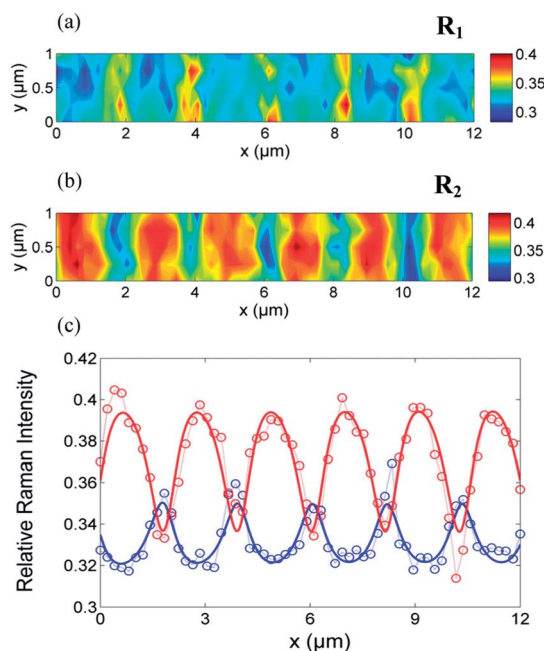 (a) R1
y (µm)
1
0.5
0
0 2 4 6 8 10 12
x (µm)
0.4
0.35
0.3
(b) R2
y (µm)
1
0.5
0
0 2 4 6 8 10 12
x (µm)
0.4
0.35
0.3
(c)
Relative Raman Intensity
0.42
0.4
0.38
0.36
0.34
0.32
0.3
0 3 6 9 12
x (µm)